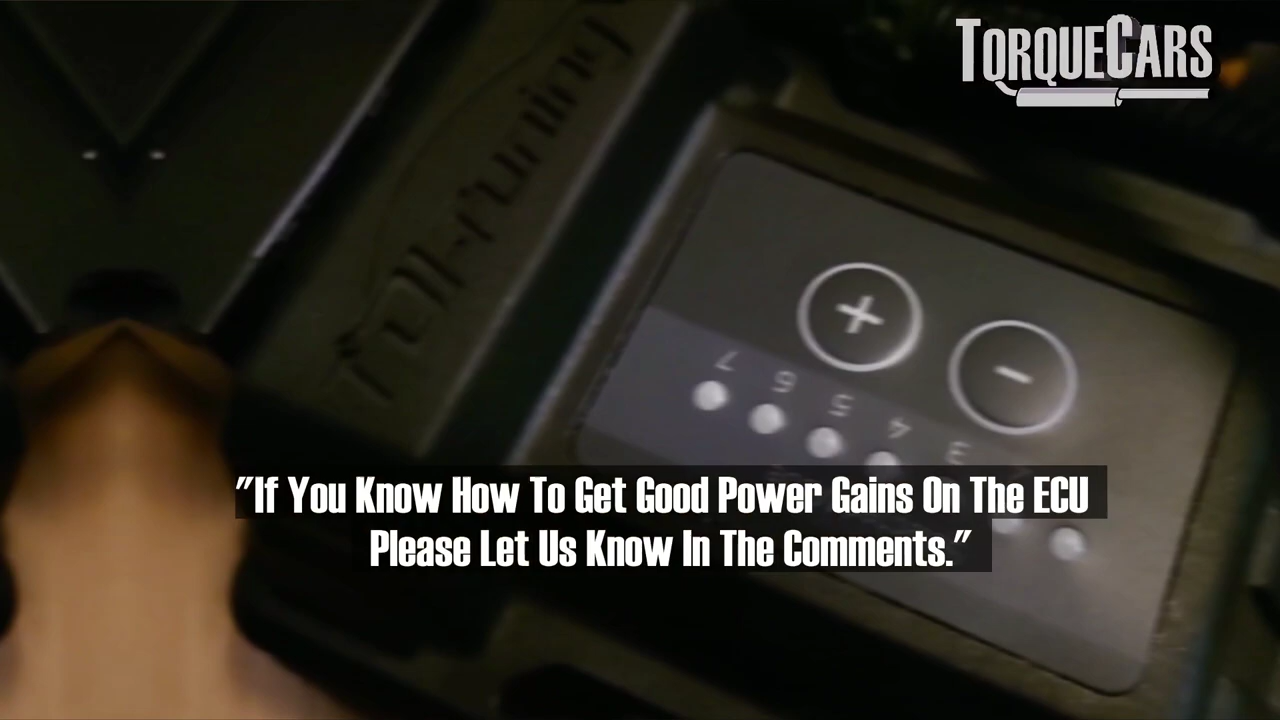 TORQUECARS
7
6
5
4
3
"If You Know How To Get Good Power Gains On The ECU
Please Let Us Know In The Comments."